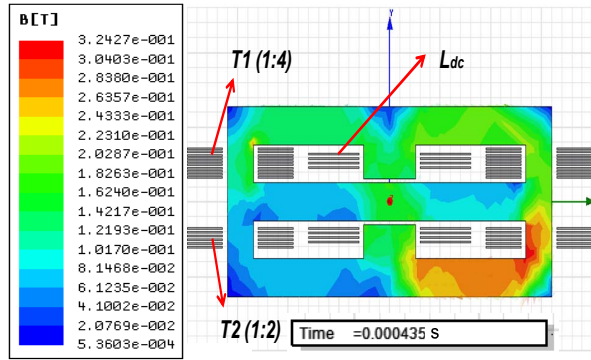 B[T]
3.2427e-001
3.0403e-001
2.8380e-001
2.6357e-001
2.4333e-001
2.2310e-001
2.0287e-001
1.8263e-001
1.6240e-001
1.4217e-001
1.2193e-001
1.0170e-001
8.1468e-002
6.1235e-002
4.1002e-002
2.0769e-002
5.3603e-004
T1 (1:4)
Ldc
Y
T2 (1:2)
Time =0.000435 s